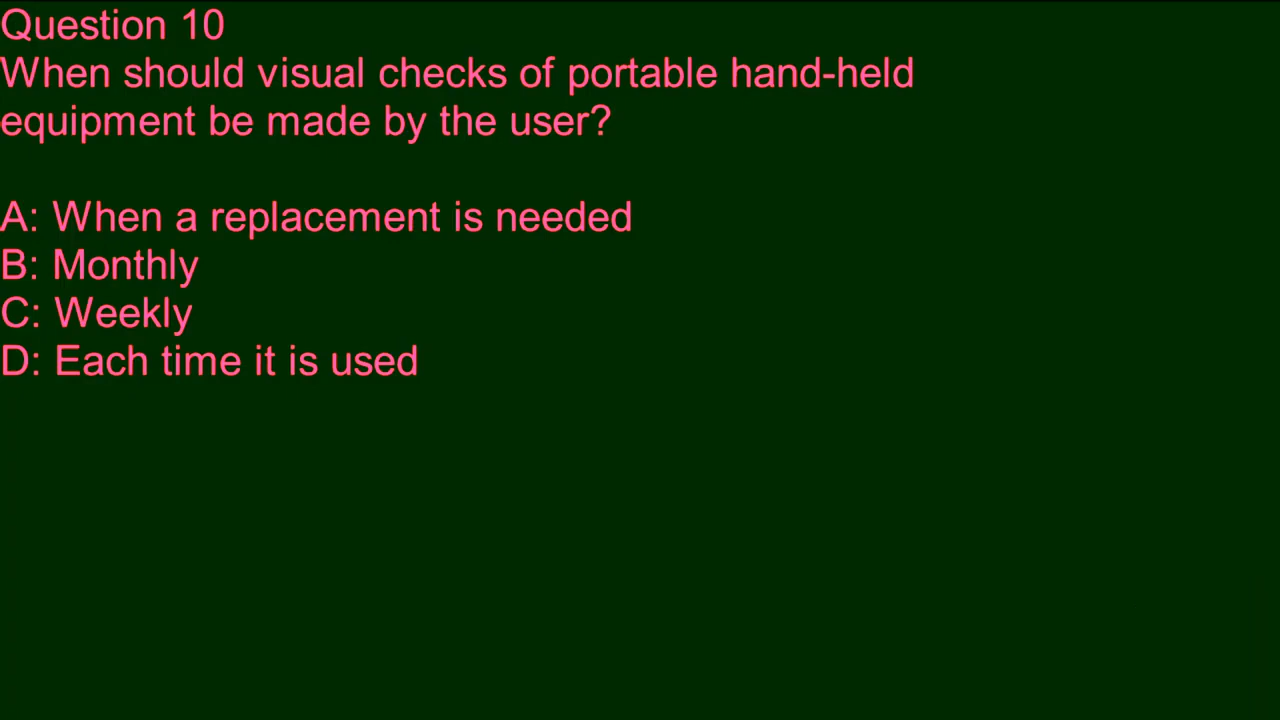 Question 10
When should visual checks of portable hand-held
equipment be made by the user?
A: When a replacement is needed
B: Monthly
C: Weekly
D: Each time it is used